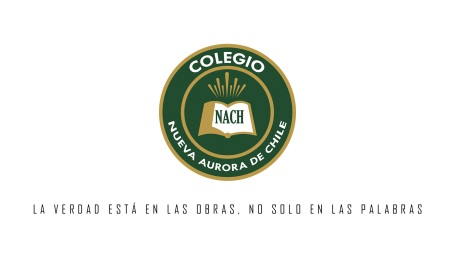 COLEGIO
NACH
NUEVA AURORA DE CHILE
LA VERDAD ESTÁ EN LAS OBRAS, NO SOLO EN LAS PALABRAS